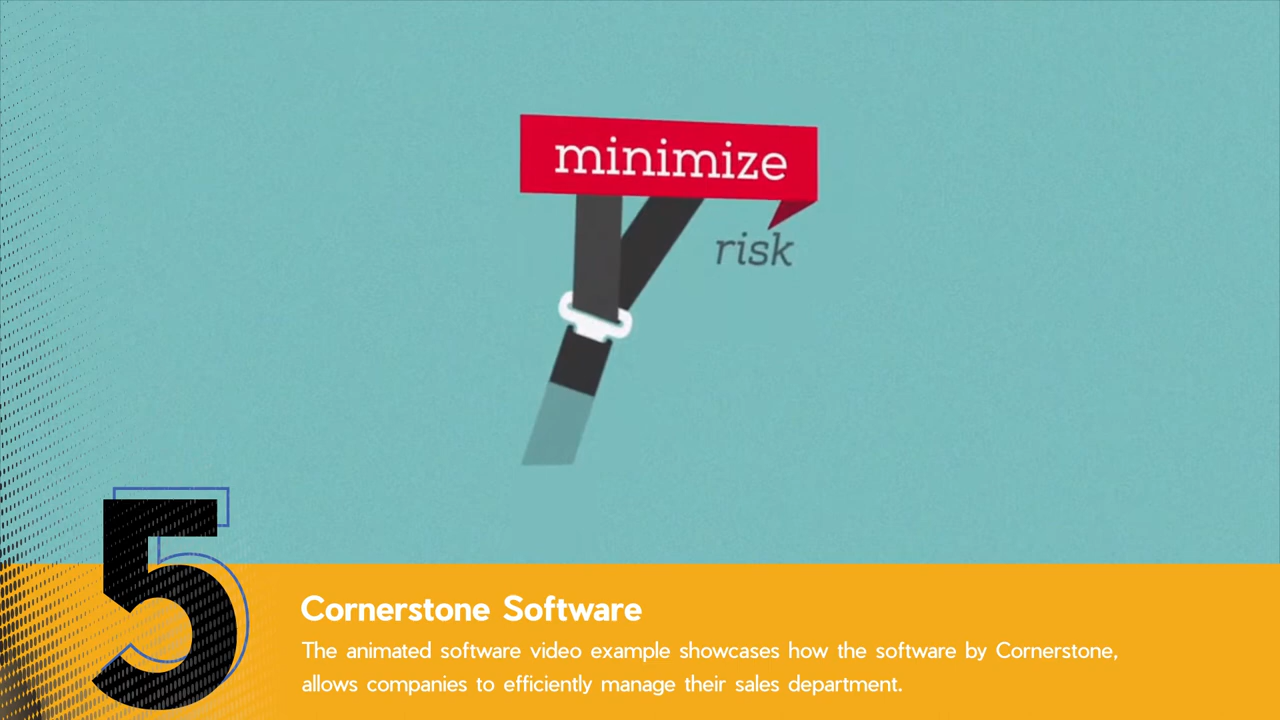 minimize
risk
5
Cornerstone Software
The animated software video example showcases how the software by Cornerstone,
allows companies to efficiently manage their sales department.